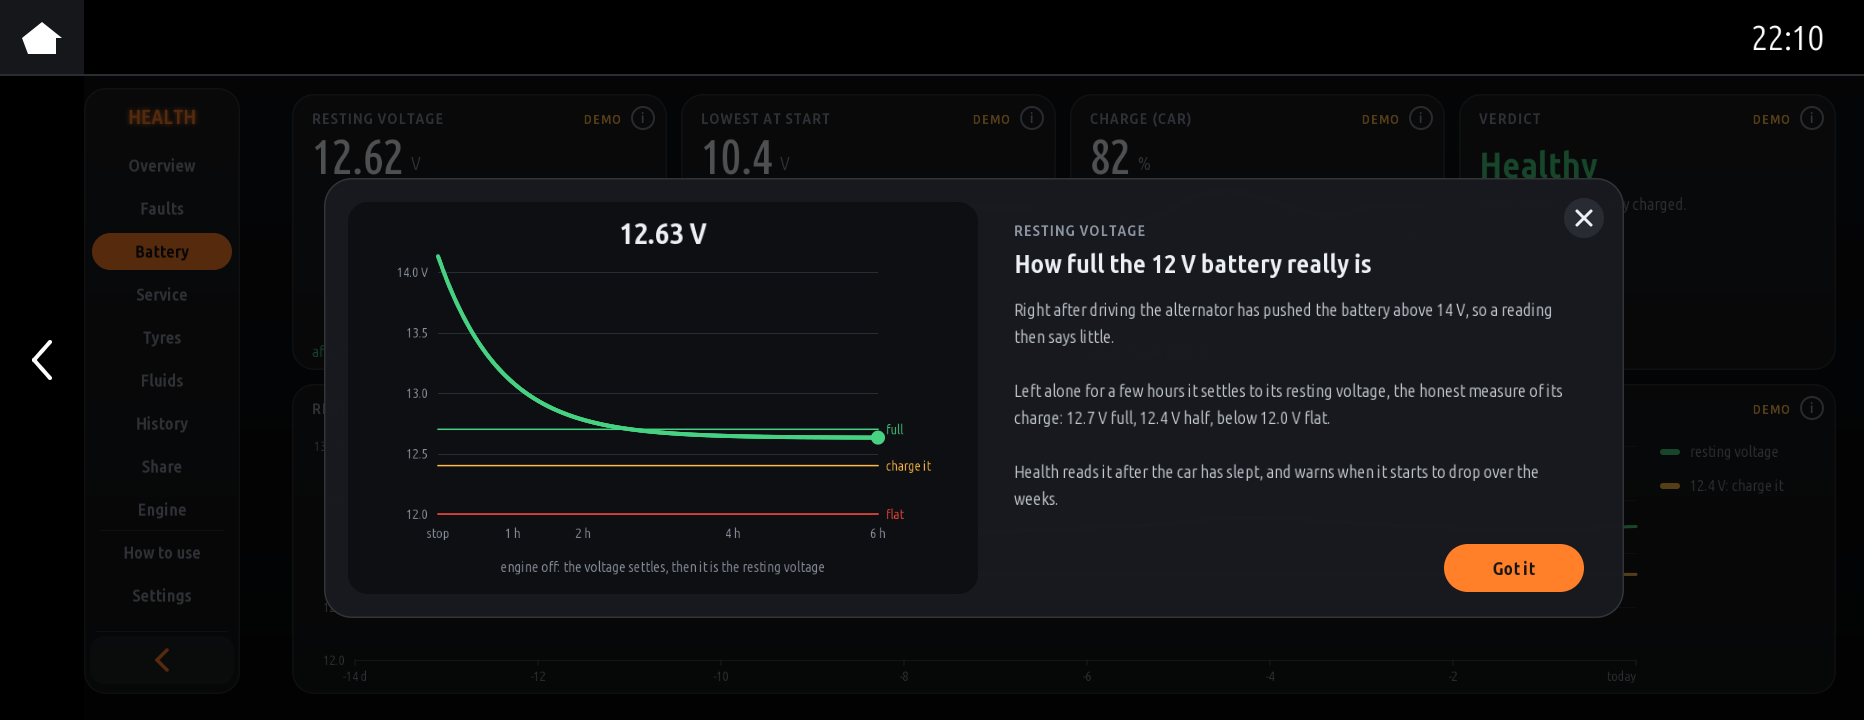 22:10
HEALTH
Overview
Faults
Battery
Service
Tyres
Fluids
History
Share
Engine
How to use
Settings
RESTING VOLTAGE DEMO i
12.62 V
LOWEST AT START DEMO i
10.4 V
CHARGE (CAR) DEMO i
82 %
VERDICT DEMO i
Healthy
y charged.
12.63 V
14.0 V
13.5
13.0
12.5
12.0
full
charge it
flat
stop 1 h 2 h 4 h 6 h
engine off: the voltage settles, then it is the resting voltage
RESTING VOLTAGE
How full the 12 V battery really is
Right after driving the alternator has pushed the battery above 14 V, so a reading
then says little.
Left alone for a few hours it settles to its resting voltage, the honest measure of its
charge: 12.7 V full, 12.4 V half, below 12.0 V flat.
Health reads it after the car has slept, and warns when it starts to drop over the
weeks.
Got it
DEMO i
resting voltage
12.4 V: charge it
12.0
-14 d -12 -10 -8 -6 -4 -2 today